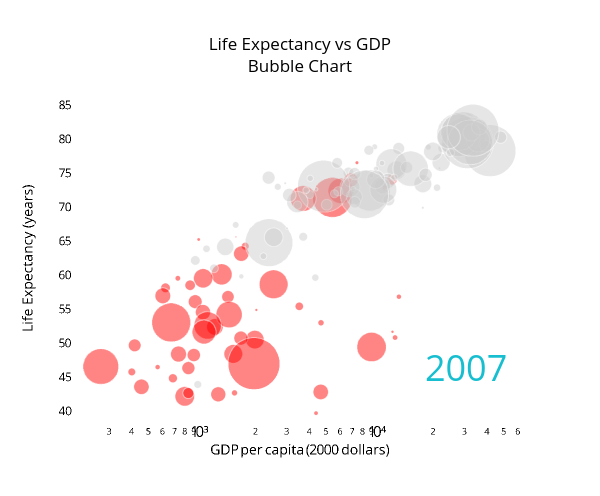 Life Expectancy vs GDP
Bubble Chart
85
80
75
70
65
60
55
50
45
40
Life Expectancy (years)
2007
3 4 5 6 7 8 9 10³ 2 3 4 5 6 7 8 9 10⁴ 2 3 4 5 6
GDP per capita (2000 dollars)